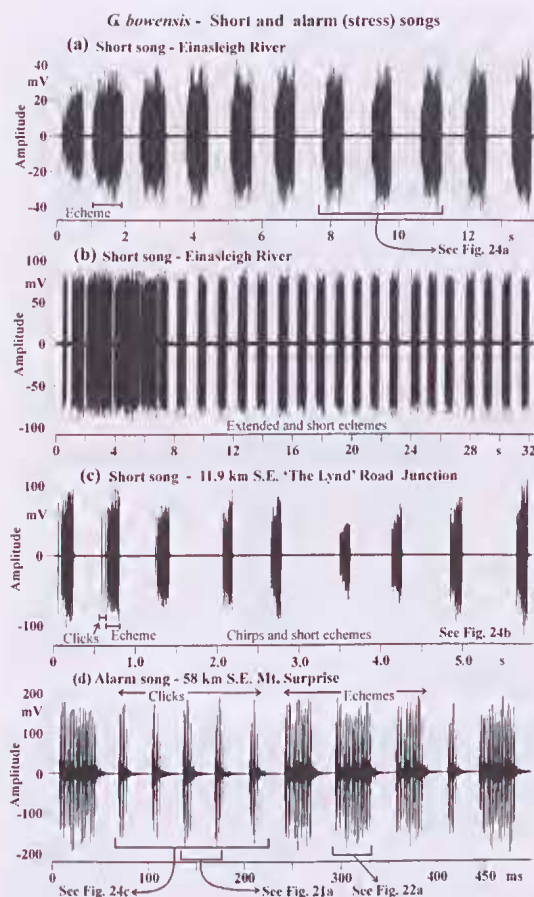 G. bowensis - Short and alarm (stress) songs
(a) Short song - Einasleigh River
40
mV
20
0
-20
-40
Amplitude
Echeme
0 2 4 6 8 10 12 s
See Fig. 24a
(b) Short song - Einasleigh River
100
mV
50
0
-50
-100
Amplitude
Extended and short echemes
0 4 8 12 16 20 24 28 s 32
(c) Short song - 11.9 km S.E. 'The Lynd' Road Junction
100
mV
0
-100
Amplitude
Clicks Echeme Chirps and short echemes See Fig. 24b
0.0 1.0 2.0 3.0 4.0 5.0 s
(d) Alarm song - 58 km S.E. Mt. Surprise
200
mV
100
0
-100
-200
Amplitude
Clicks Echemes
0 100 200 300 400 450 ms
See Fig. 24c See Fig. 21a See Fig. 22a